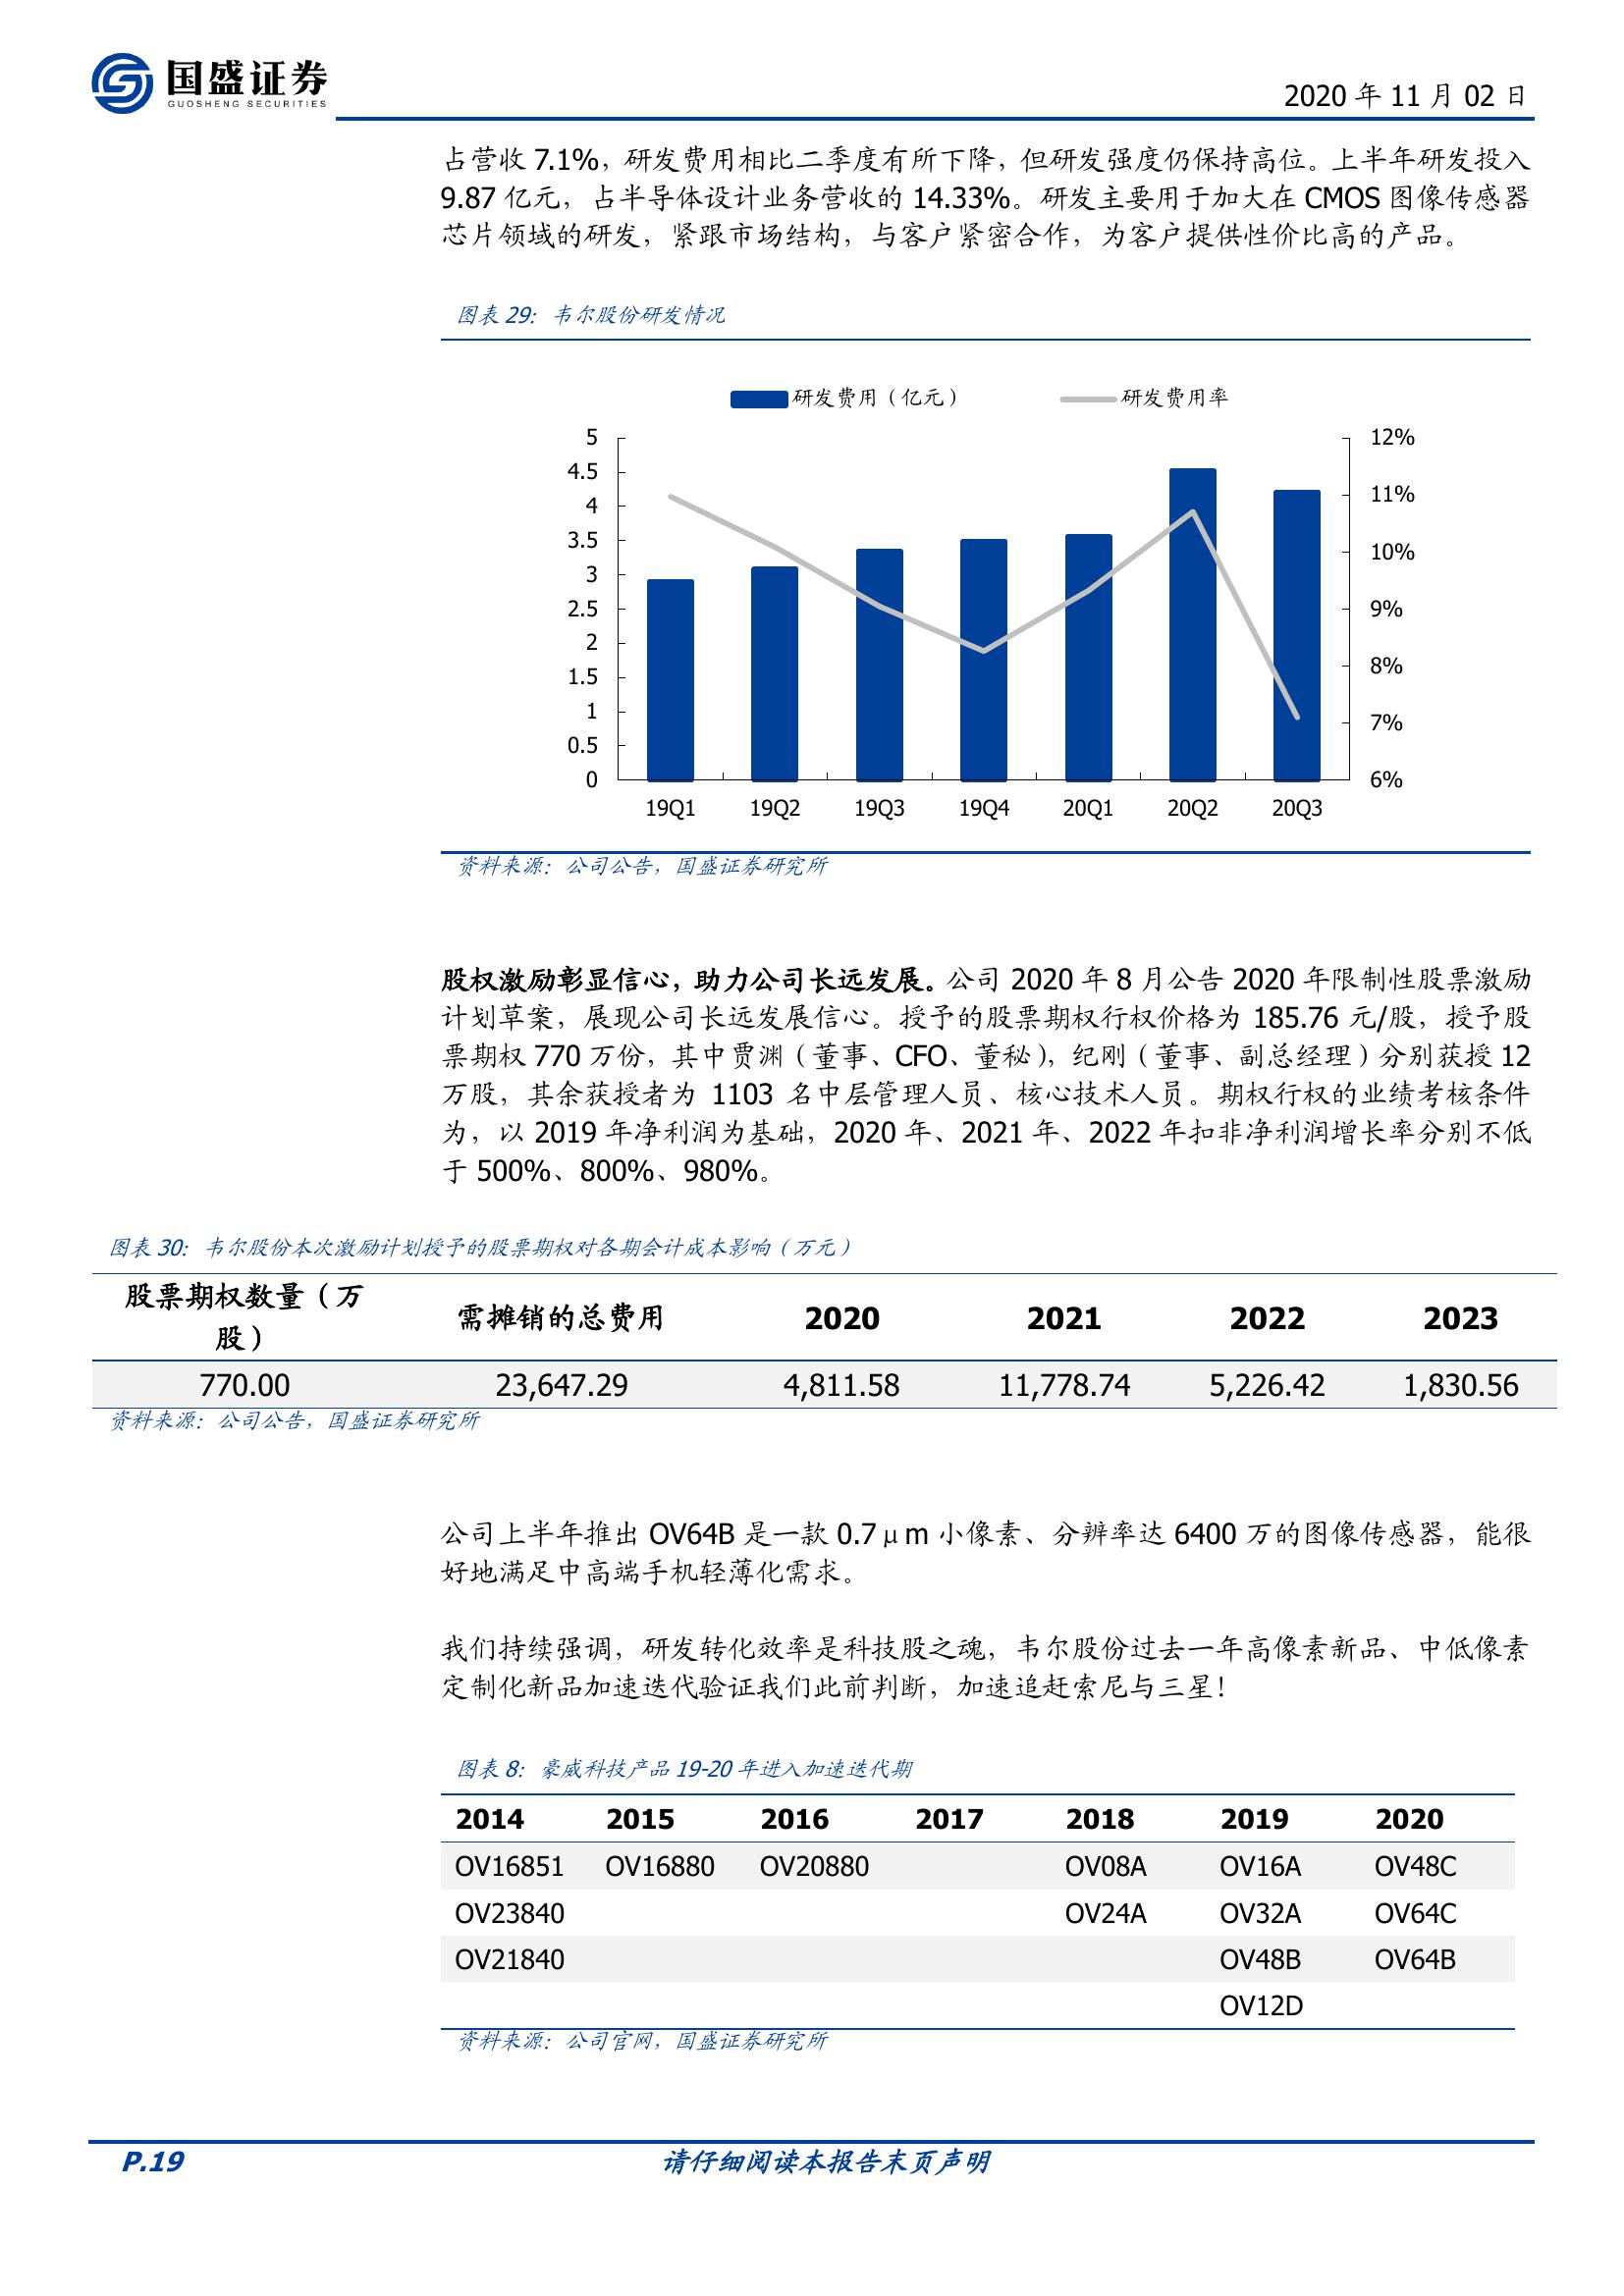 国盛证券
GUOSHENG SECURITIES
2020 年 11 月 02 日
占营收 7.1%，研发费用相比二季度有所下降，但研发强度仍保持高位。上半年研发投入
9.87 亿元，占半导体设计业务营收的 14.33%。研发主要用于加大在 CMOS 图像传感器
芯片领域的研发，紧跟市场结构，与客户紧密合作，为客户提供性价比高的产品。
图表 29：韦尔股份研发情况
研发费用（亿元） 研发费用率
5 12%
4.5
4 11%
3.5
3 10%
2.5 9%
2
1.5 8%
1 7%
0.5
0 6%
19Q1 19Q2 19Q3 19Q4 20Q1 20Q2 20Q3
资料来源：公司公告，国盛证券研究所
股权激励彰显信心，助力公司长远发展。公司 2020 年 8 月公告 2020 年限制性股票激励
计划草案，展现公司长远发展信心。授予的股票期权行权价格为 185.76 元/股，授予股
票期权 770 万份，其中贾渊（董事、CFO、董秘），纪刚（董事、副总经理）分别获授 12
万股，其余获授者为 1103 名中层管理人员、核心技术人员。期权行权的业绩考核条件
为，以 2019 年净利润为基础，2020 年、2021 年、2022 年扣非净利润增长率分别不低
于 500%、800%、980%。
图表 30：韦尔股份本次激励计划授予的股票期权对各期会计成本影响（万元）
股票期权数量（万
股） 需摊销的总费用 2020 2021 2022 2023
770.00 23,647.29 4,811.58 11,778.74 5,226.42 1,830.56
资料来源：公司公告，国盛证券研究所
公司上半年推出 OV64B 是一款 0.7μm 小像素、分辨率达 6400 万的图像传感器，能很
好地满足中高端手机轻薄化需求。
我们持续强调，研发转化效率是科技股之魂，韦尔股份过去一年高像素新品、中低像素
定制化新品加速迭代验证我们此前判断，加速追赶索尼与三星！
图表 8：豪威科技产品 19-20 年进入加速迭代期
2014 2015 2016 2017 2018 2019 2020
OV16851 OV16880 OV20880 OV08A OV16A OV48C
OV23840 OV24A OV32A OV64C
OV21840 OV48B OV64B
OV12D
资料来源：公司官网，国盛证券研究所
P.19 请仔细阅读本报告末页声明